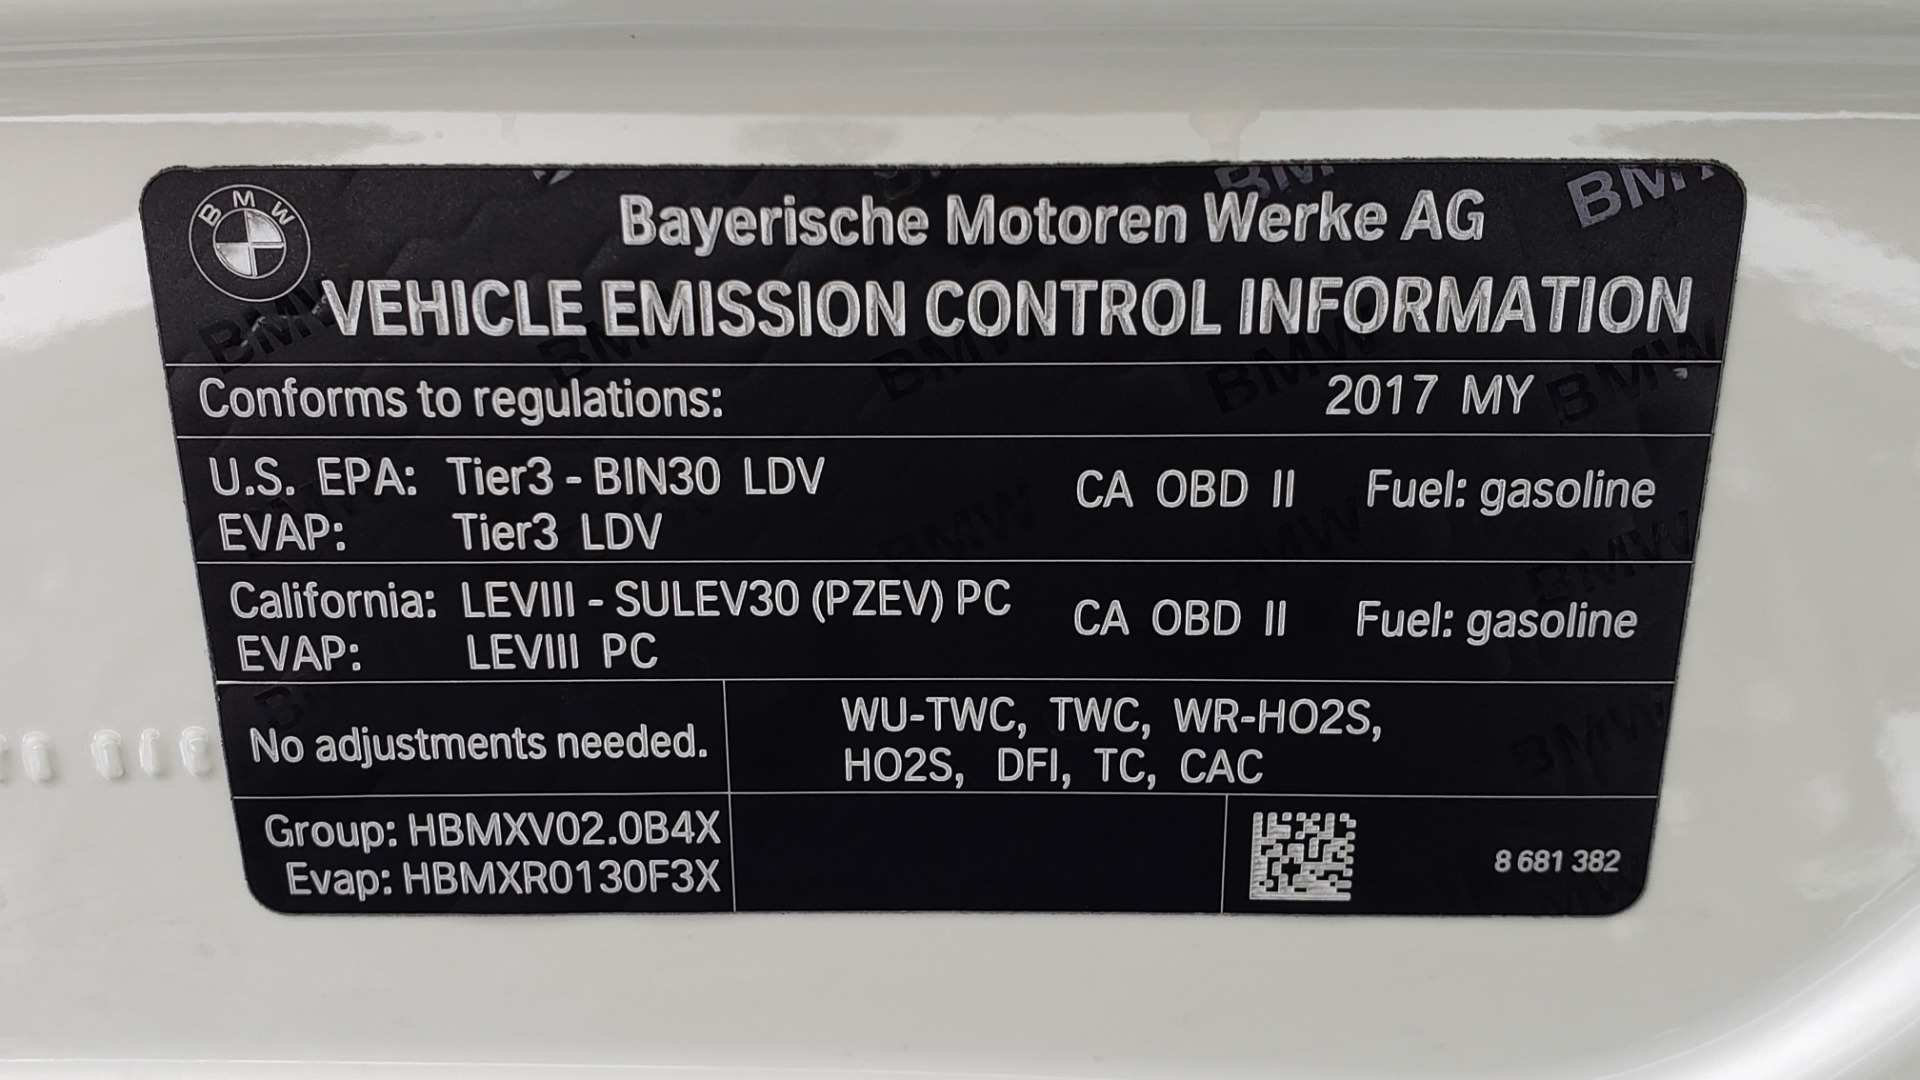 BMW
Bayerische Motoren Werke AG
VEHICLE EMISSION CONTROL INFORMATION
Conforms to regulations: 2017 MY
U.S. EPA: Tier3 - BIN30 LDV CA OBD II Fuel: gasoline
EVAP: Tier3 LDV
California: LEVIII - SULEV30 (PZEV) PC CA OBD II Fuel: gasoline
EVAP: LEVIII PC
No adjustments needed.
WU-TWC, TWC, WR-HO2S,
HO2S, DFI, TC, CAC
Group: HBMXV02.0B4X
Evap: HBMXR0130F3X
8 681 382